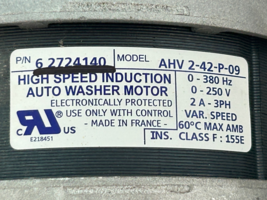 P/N 6 2724140 MODEL AHV 2-42-P-09
HIGH SPEED INDUCTION
AUTO WASHER MOTOR
ELECTRONICALLY PROTECTED
USE ONLY WITH CONTROL
- MADE IN FRANCE -
0 - 380 Hz
0 - 250 V
2 A - 3PH
VAR. SPEED
60°C MAX AMB
INS. CLASS F : 155E
C RU US
E218451